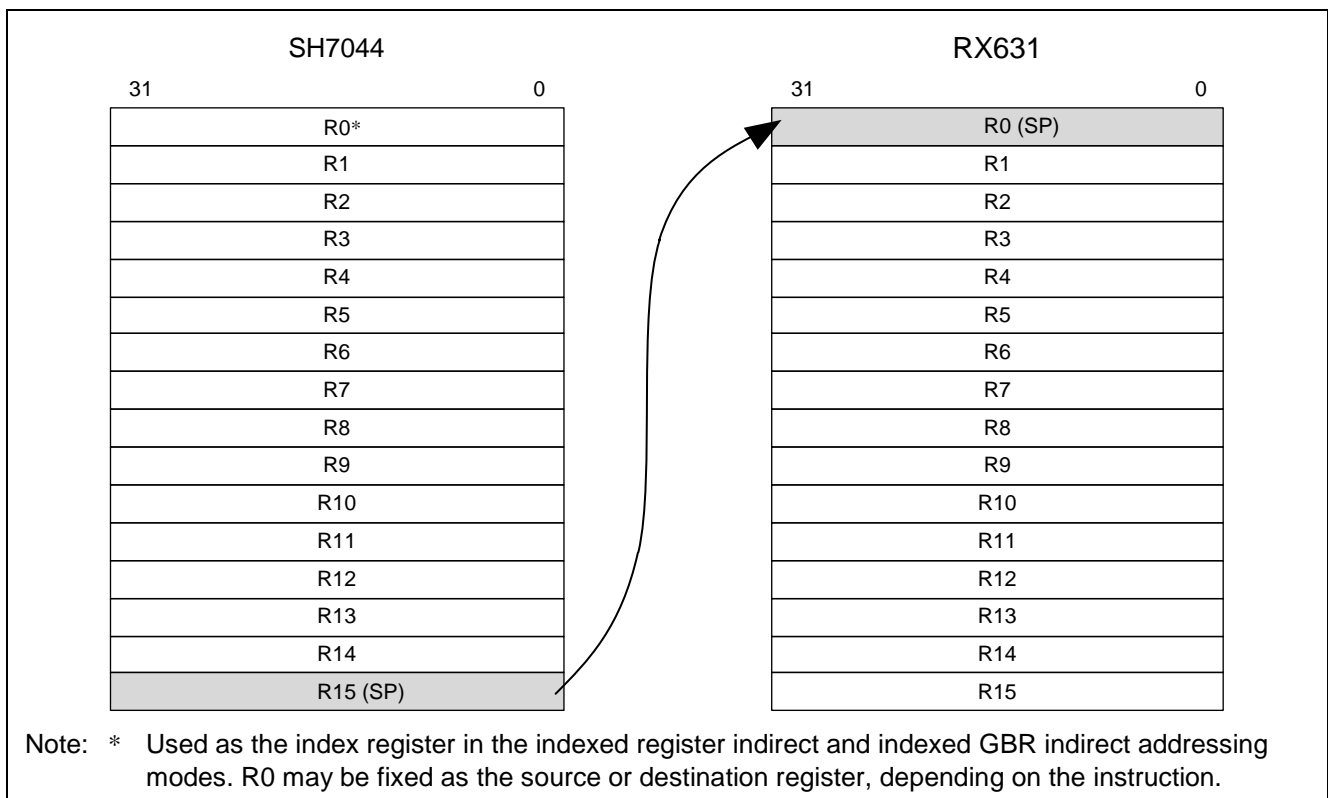 SH7044
31 0
R0*
R1
R2
R3
R4
R5
R6
R7
R8
R9
R10
R11
R12
R13
R14
R15 (SP)
RX631
31 0
R0 (SP)
R1
R2
R3
R4
R5
R6
R7
R8
R9
R10
R11
R12
R13
R14
R15
Note: * Used as the index register in the indexed register indirect and indexed GBR indirect addressing
modes. R0 may be fixed as the source or destination register, depending on the instruction.